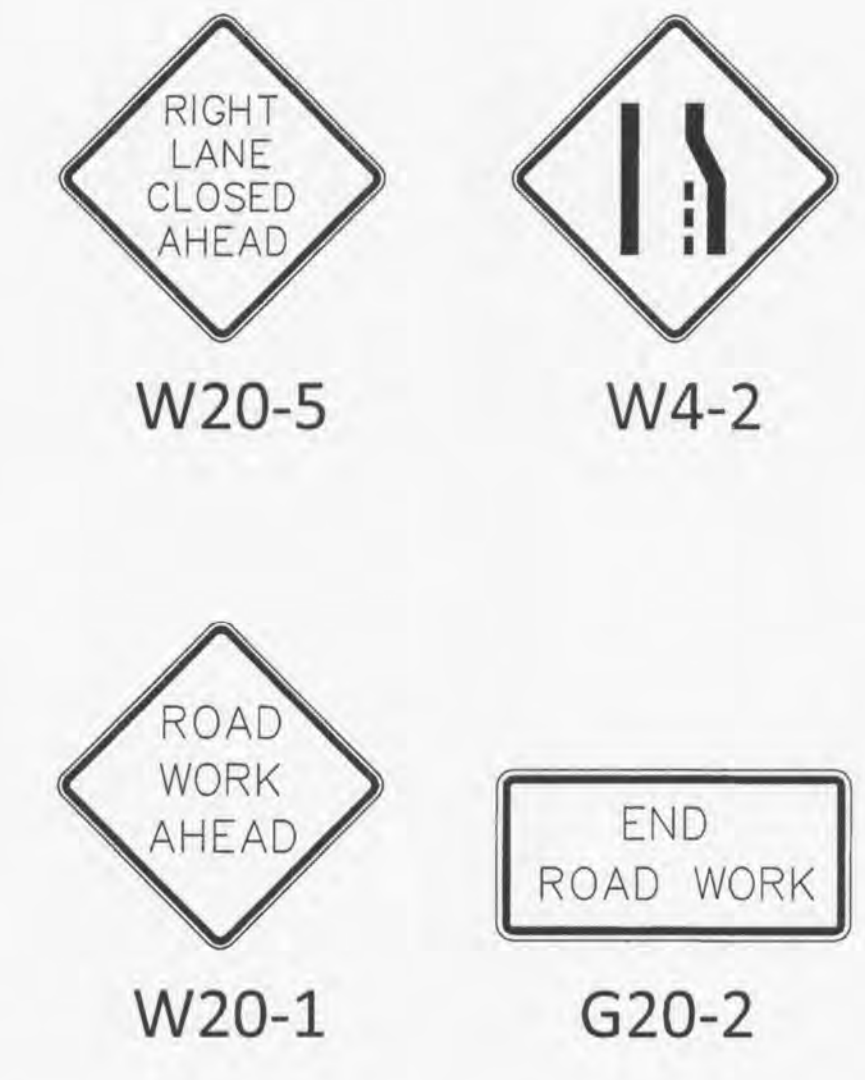 RIGHT
LANE
CLOSED
AHEAD
W20-5
W4-2
ROAD
WORK
AHEAD
W20-1
END
ROAD WORK
G20-2